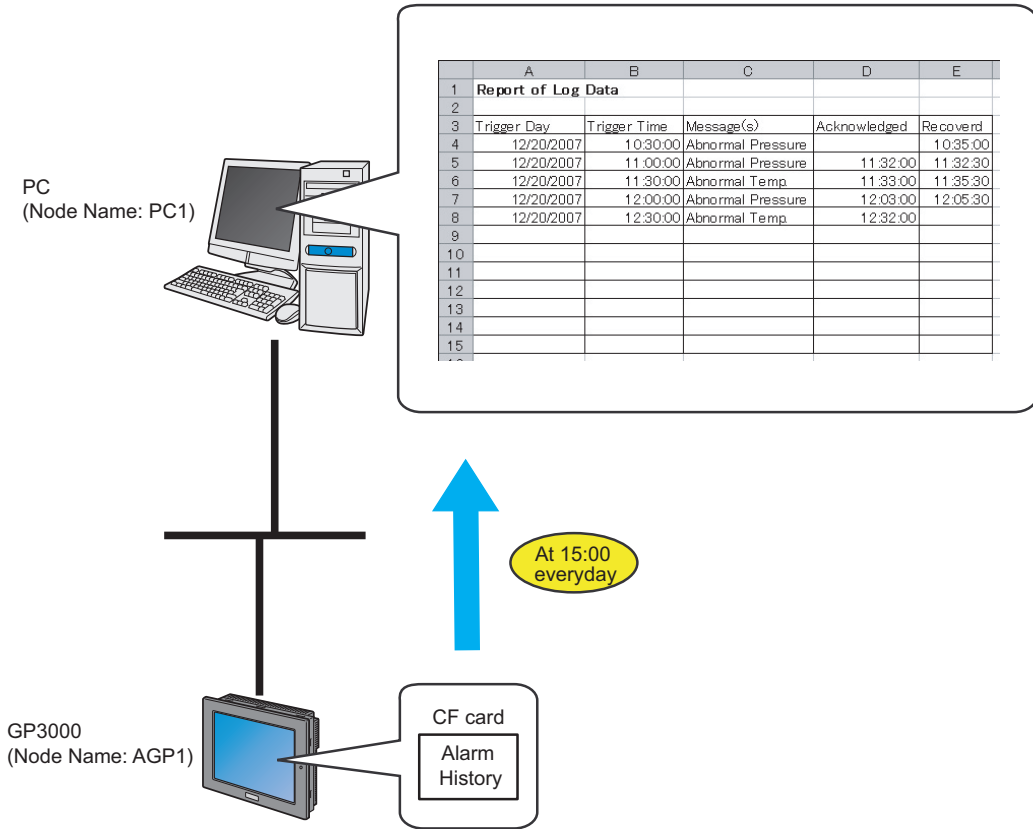 A B C D E
1 Report of Log Data
2
3 Trigger Day Trigger Time Message(s) Acknowledged Recoverd
4 12/20/2007 10:30:00 Abnormal Pressure 10:35:00
5 12/20/2007 11:00:00 Abnormal Pressure 11:32:00 11:32:30
6 12/20/2007 11:30:00 Abnormal Temp. 11:33:00 11:35:30
7 12/20/2007 12:00:00 Abnormal Pressure 12:03:00 12:05:30
8 12/20/2007 12:30:00 Abnormal Temp. 12:32:00
9
10
11
12
13
14
15
PC
(Node Name: PC1)
At 15:00
everyday
GP3000
(Node Name: AGP1)
CF card
Alarm
History